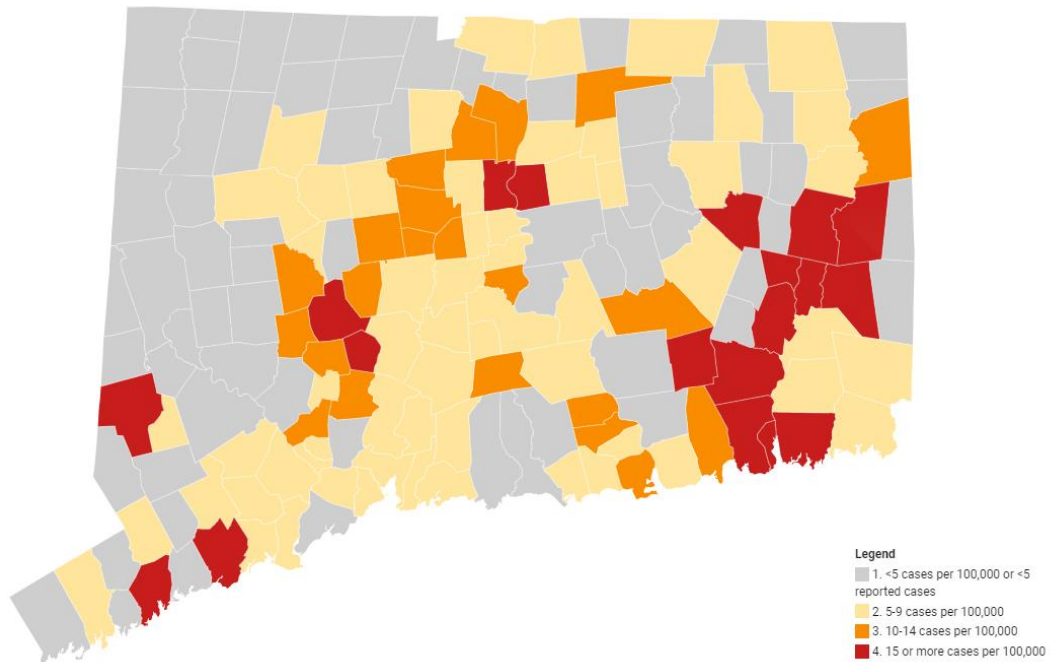 Legend
1. <5 cases per 100,000 or <5
reported cases
2. 5-9 cases per 100,000
3. 10-14 cases per 100,000
4. 15 or more cases per 100,000